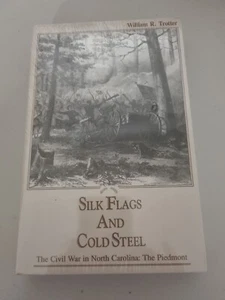 William R. Trotter
SILK FLAGS
AND
COLD STEEL
The Civil War in North Carolina: The Piedmont